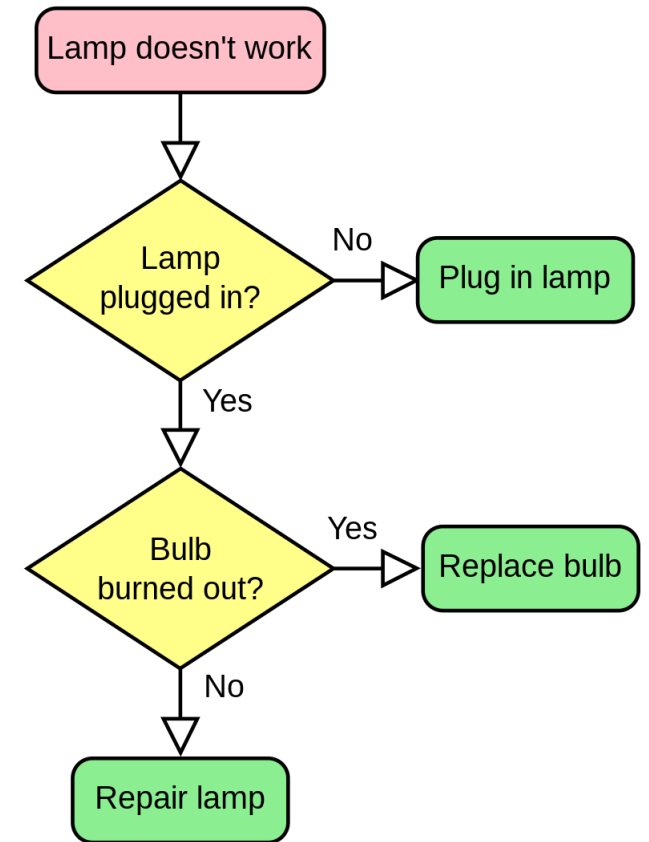 Lamp doesn't work
Lamp
plugged in?
No
Plug in lamp
Yes
Bulb
burned out?
Yes
Replace bulb
No
Repair lamp